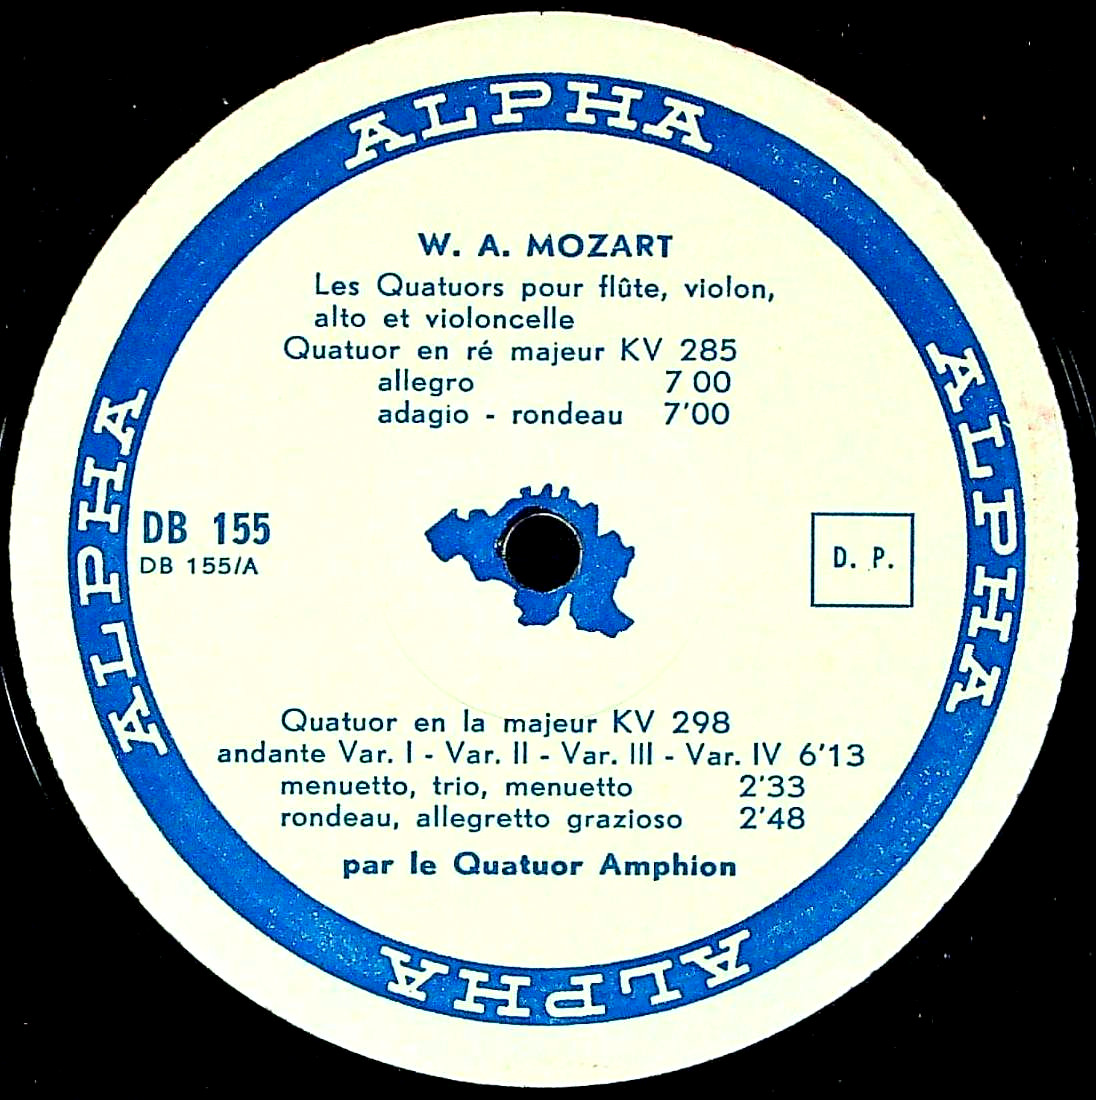 ALPHA
W. A. MOZART
Les Quatuors pour flûte, violon,
alto et violoncelle
Quatuor en ré majeur KV 285
allegro 7 00
adagio - rondeau 7'00
ALPHA
ALPHA
DB 155
DB 155/A
D. P.
Quatuor en la majeur KV 298
andante Var. I - Var. II - Var. III - Var. IV 6'13
menuetto, trio, menuetto 2'33
rondeau, allegretto grazioso 2'48
par le Quatuor Amphion
ALPHA